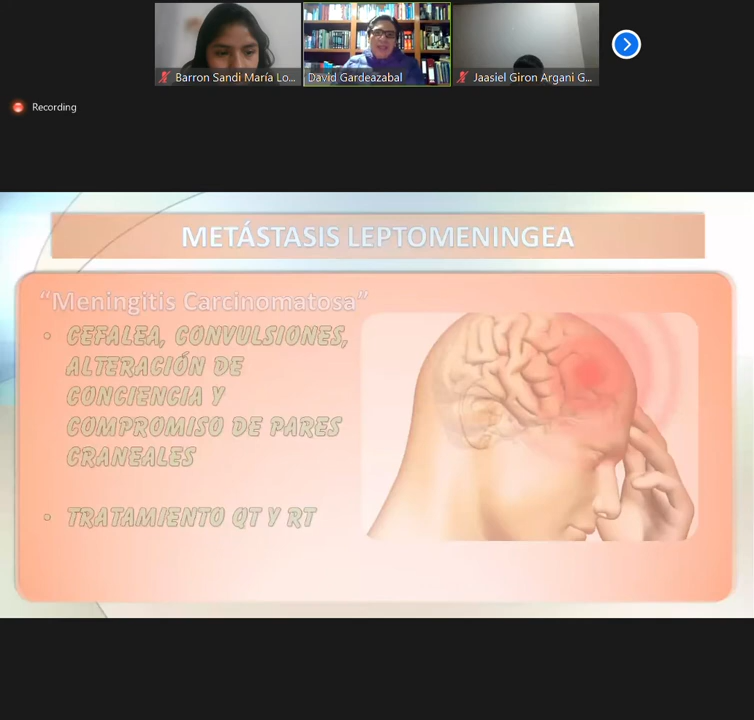 Barron Sandi María Lo...
David Gardeazabal
Jaasiel Giron Argani G...
Recording
METÁSTASIS LEPTOMENINGEA
“Meningitis Carcinomatosa”
• CEFALEA, CONVULSIONES,
ALTERACIÓN DE
CONCIENCIA Y
COMPROMISO DE PARES
CRANEALES
• TRATAMIENTO QT Y RT